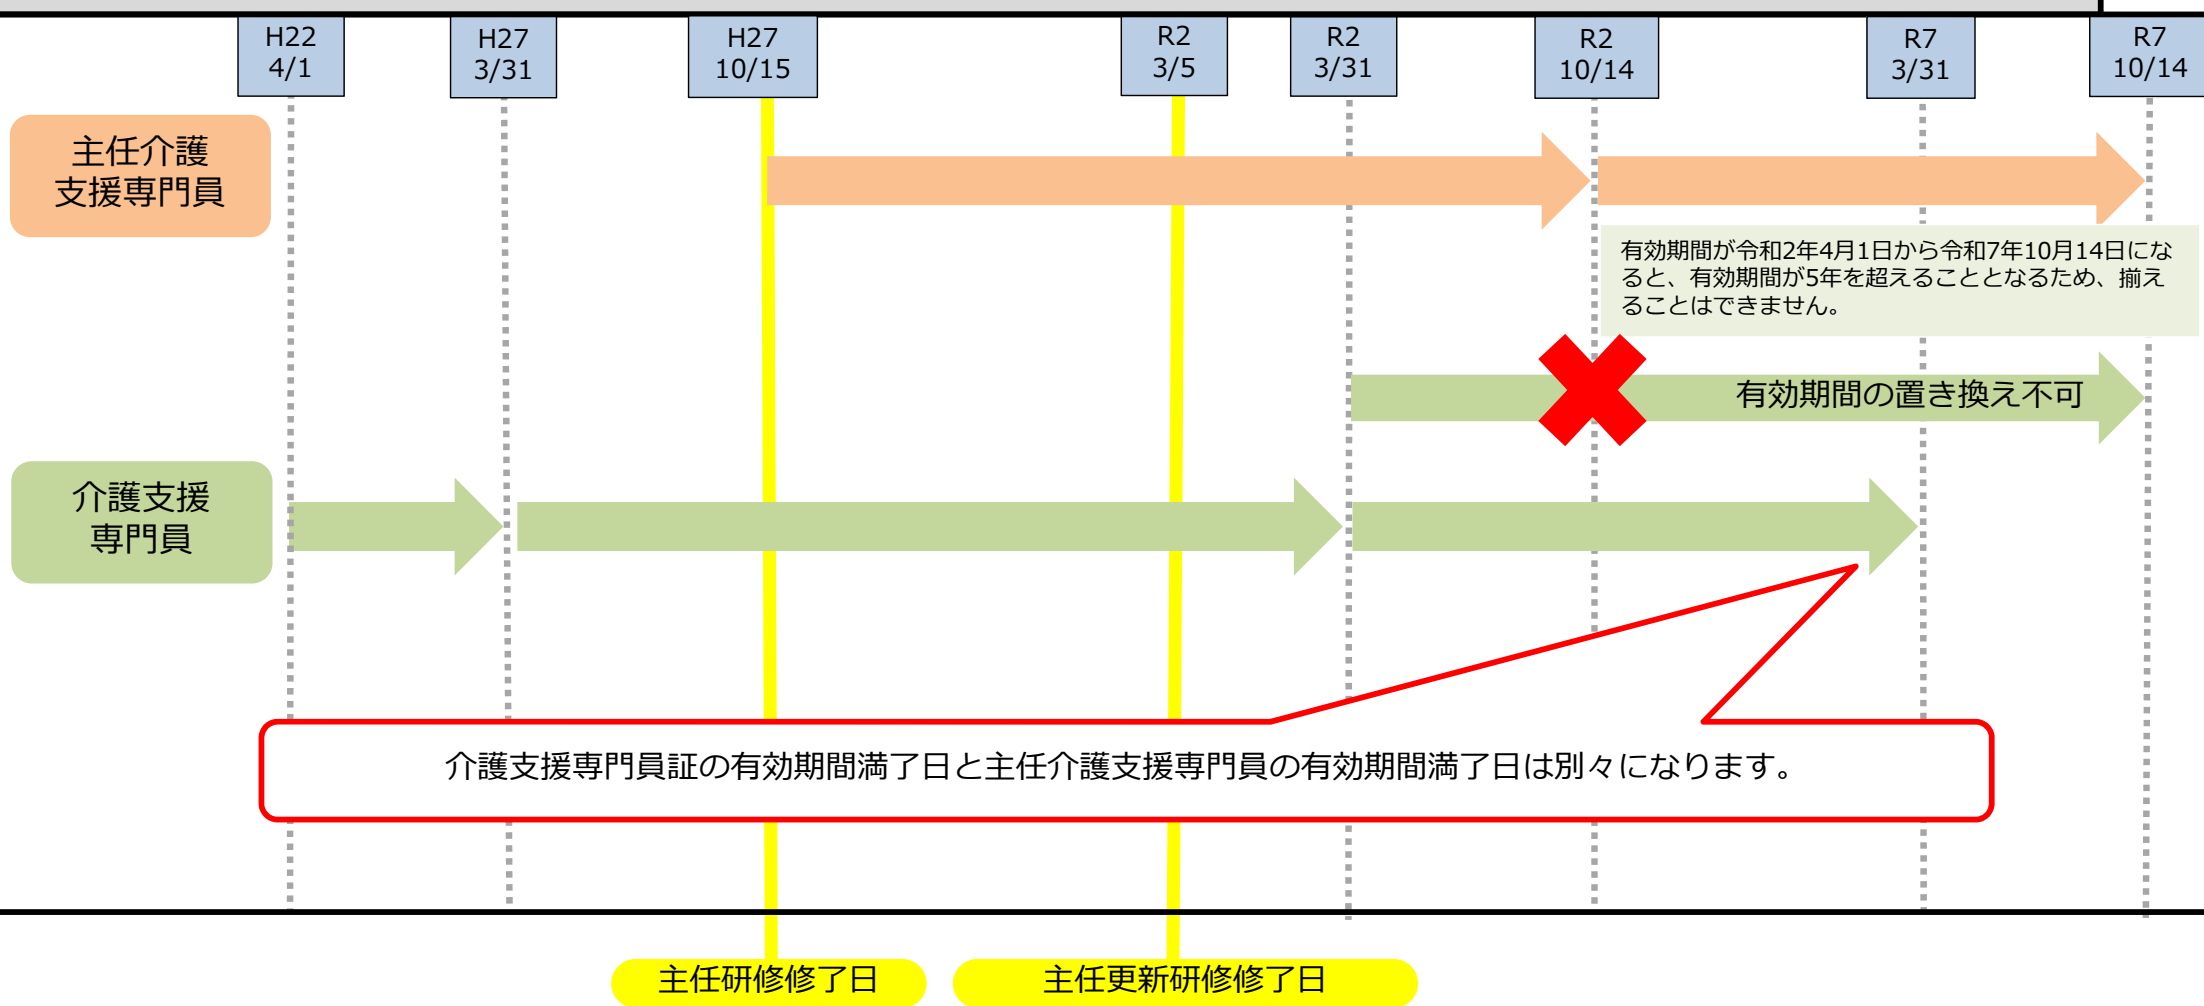 H22
4/1
H27
3/31
H27
10/15
R2
3/5
R2
3/31
R2
10/14
R7
3/31
R7
10/14
主任介護
支援専門員
有効期間が令和2年4月1日から令和7年10月14日にな
ると、有効期間が5年を超えることとなるため、揃え
ることはできません。
有効期間の置き換え不可
介護支援
専門員
介護支援専門員証の有効期間満了日と主任介護支援専門員の有効期間満了日は別々になります。
主任研修修了日
主任更新研修修了日